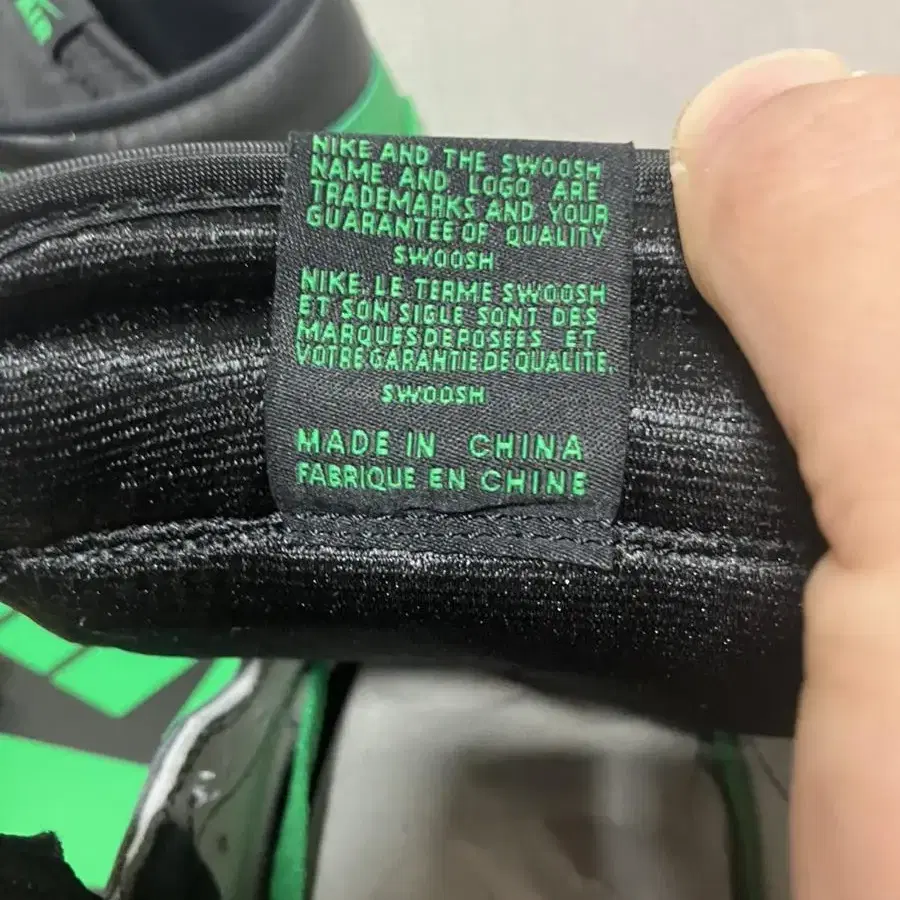 NIKE AND THE SWOOSH
NAME AND LOGO ARE
TRADEMARKS AND YOUR
GUARANTEE OF QUALITY
SWOOSH
NIKE, LE TERME SWOOSH
ET SON SIGLE SONT DES
MARQUES DEPOSEES ET
VOTRE GARANTIE DE QUALITE.
SWOOSH
MADE IN CHINA
FABRIQUE EN CHINE